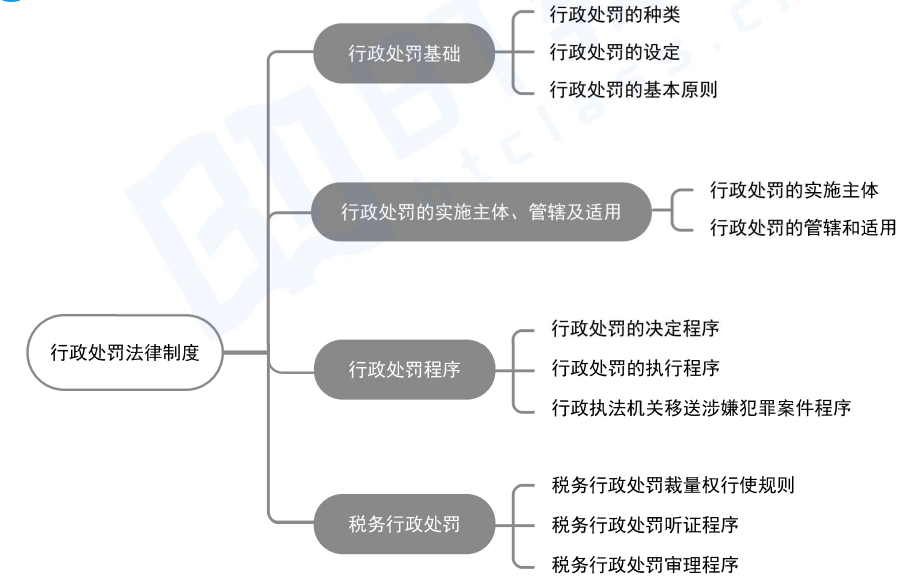 行政处罚的种类
行政处罚基础
行政处罚的设定
行政处罚的基本原则
行政处罚的实施主体
行政处罚的实施主体、管辖及适用
行政处罚的管辖和适用
行政处罚法律制度
行政处罚的决定程序
行政处罚程序
行政处罚的执行程序
行政执法机关移送涉嫌犯罪案件程序
税务行政处罚裁量权行使规则
税务行政处罚
税务行政处罚听证程序
税务行政处罚审理程序